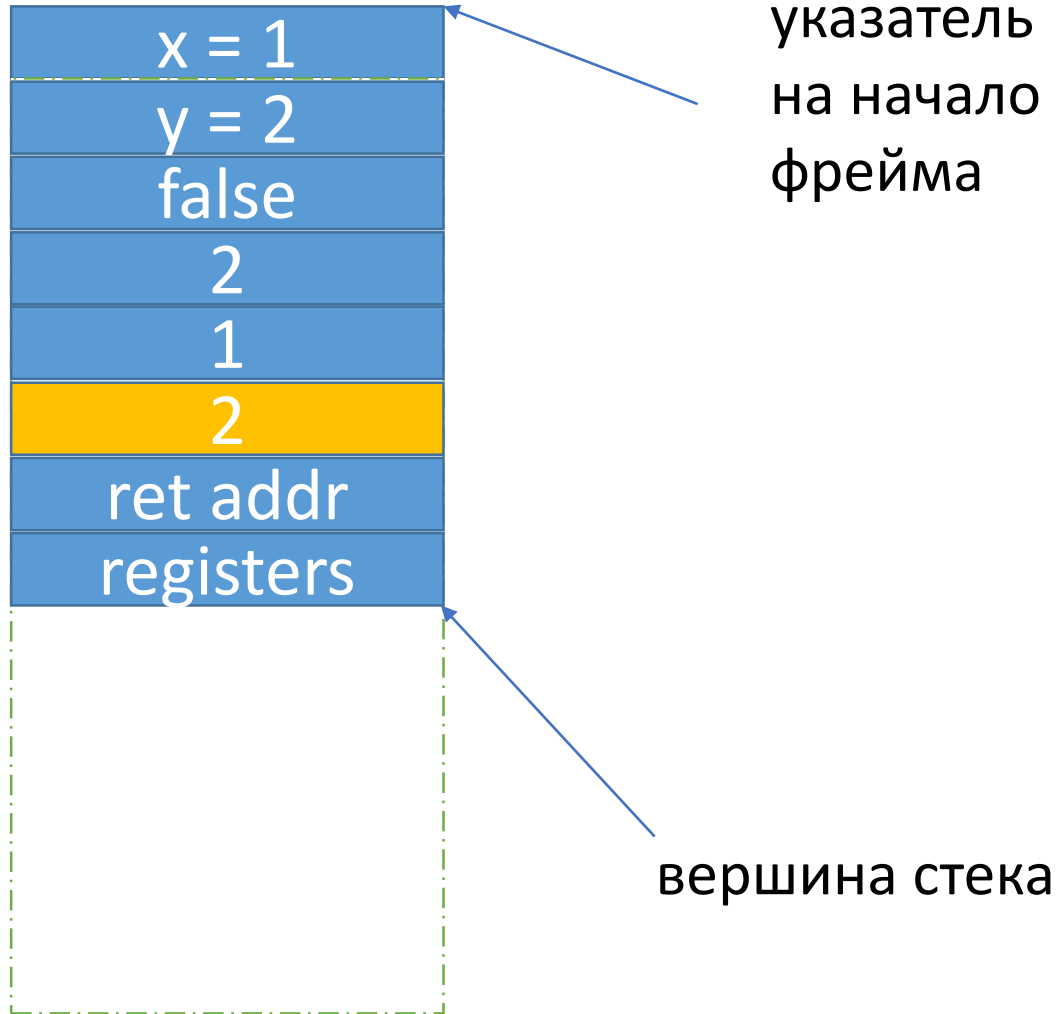 x = 1
y = 2
false
2
1
2
ret addr
registers
указатель
на начало
фрейма
вершина стека